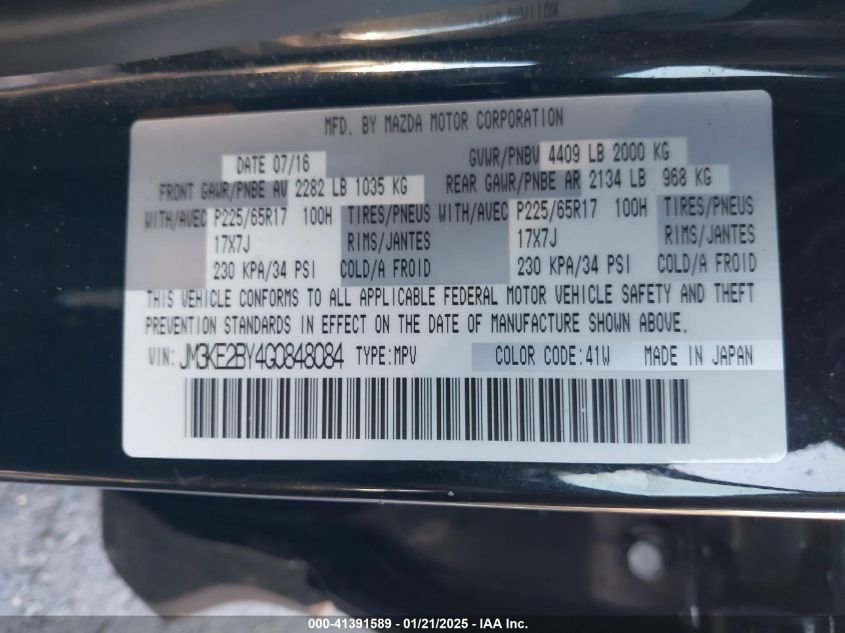 MFD. BY MAZDA MOTOR CORPORATION
DATE 07/16 GVWR/PNBV 4409 LB 2000 KG
FRONT GAWR/PNBE AV 2282 LB 1035 KG REAR GAWR/PNBE AR 2134 LB 968 KG
WITH/AVEC P225/65R17 100H TIRES/PNEUS WITH/AVEC P225/65R17 100H TIRES/PNEUS
17X7J RIMS/JANTES 17X7J RIMS/JANTES
230 KPA/34 PSI COLD/A FROID 230 KPA/34 PSI COLD/A FROID
THIS VEHICLE CONFORMS TO ALL APPLICABLE FEDERAL MOTOR VEHICLE SAFETY AND THEFT
PREVENTION STANDARDS IN EFFECT ON THE DATE OF MANUFACTURE SHOWN ABOVE.
VIN: JM3KE2BY4G0848084 TYPE:MPV COLOR CODE:41W MADE IN JAPAN
000-41391589 - 01/21/2025 - IAA Inc.